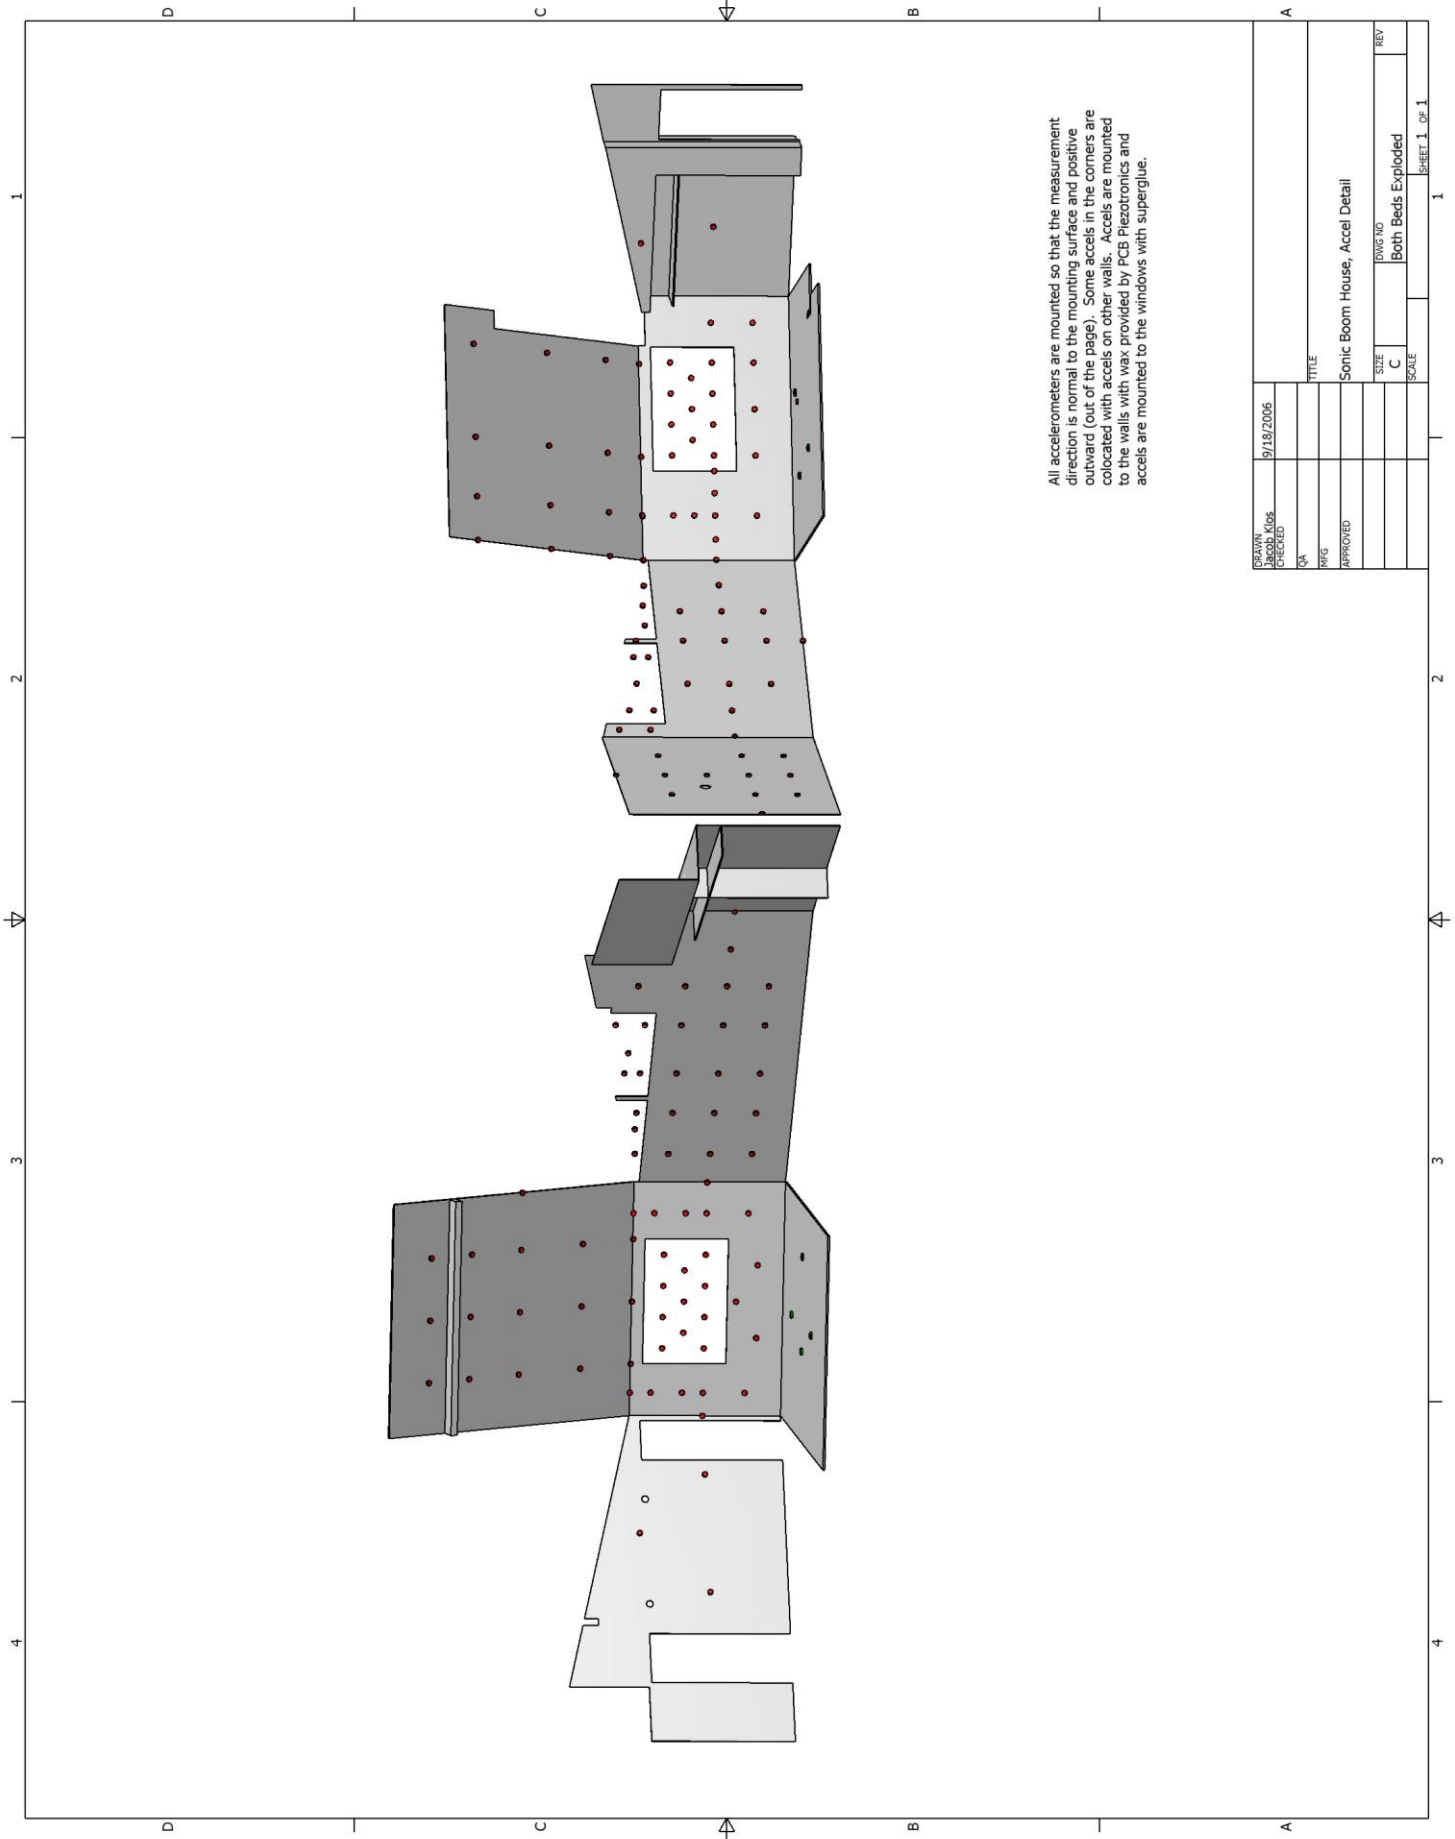 D
C
B
A
1
2
3
4
All accelerometers are mounted so that the measurement
direction is normal to the mounting surface and positive
outward (out of the page). Some accels in the corners are
colocated with accels on other walls. Accels are mounted
to the walls with wax provided by PCB Piezotronics and
accels are mounted to the windows with superglue.
DRAWN
Jacob Klos
9/18/2006
CHECKED
QA
MFG
APPROVED
TITLE
Sonic Boom House, Accel Detail
SIZE
C
DWG NO
Both Beds Exploded
REV
SCALE
SHEET 1 OF 1
4
3
2
1
D
C
B
A